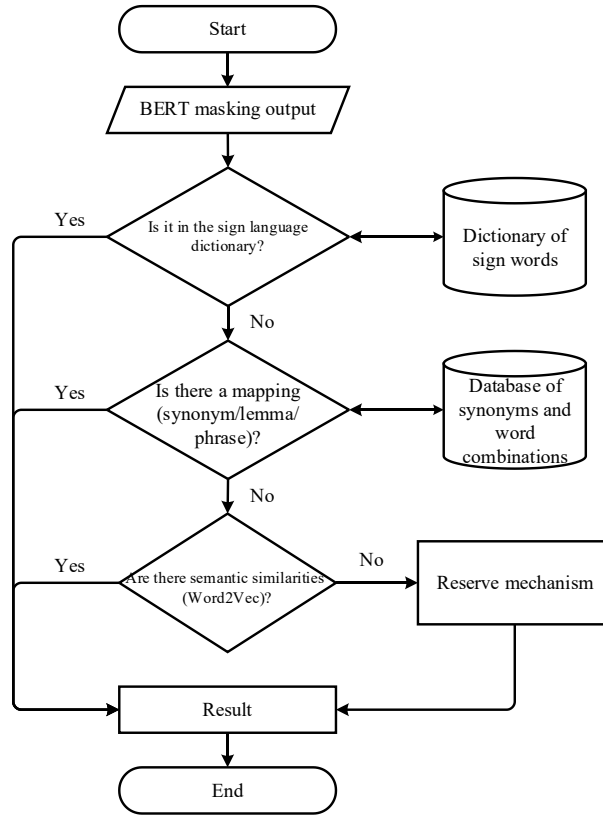 Start
BERT masking output
Yes
Is it in the sign language
dictionary?
Dictionary of
sign words
No
Yes
Is there a mapping
(synonym/lemma/
phrase)?
Database of
synonyms and
word
combinations
No
Yes
Are there semantic similarities
(Word2Vec)?
No
Reserve mechanism
Result
End